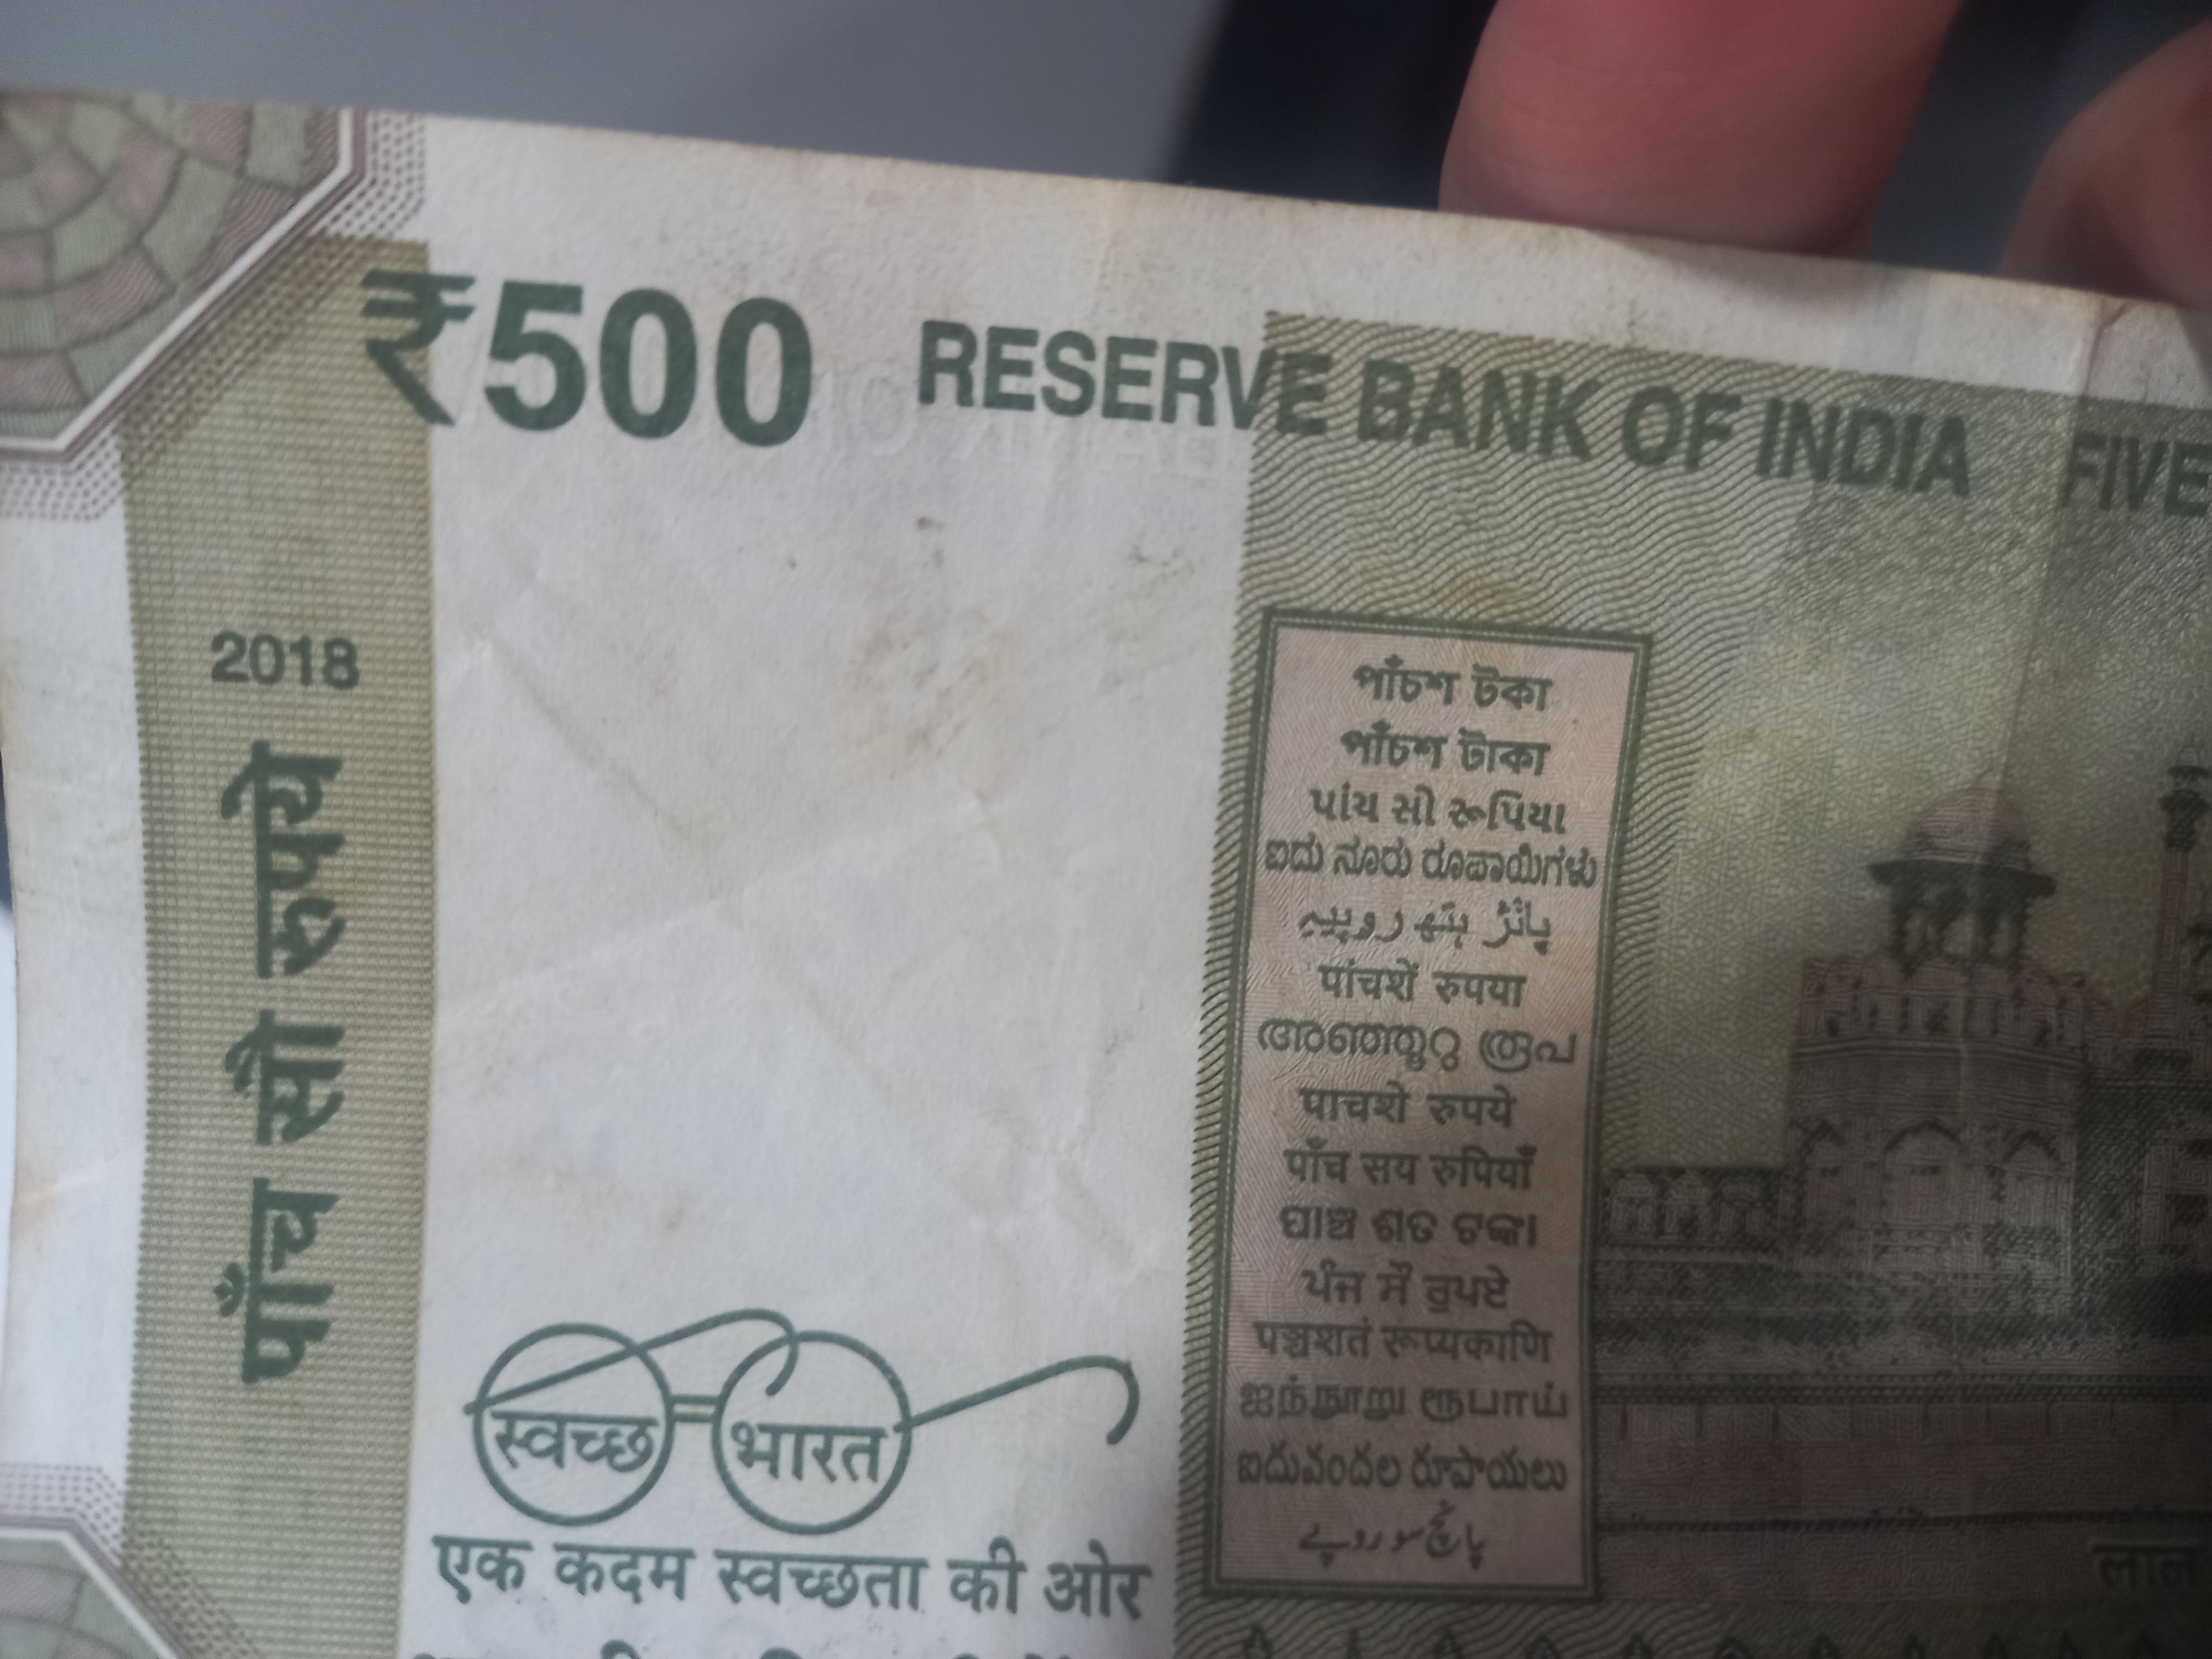 ₹500 RESERVE BANK OF INDIA FIVE
2018
पाँच सौ रुपये
পাঁচশ টকা
পাঁচশ টাকা
પાંચ સો રૂપિયા
ಐದು ನೂರು ರೂಪಾಯಿಗಳು
پانژھ ہتھ روپیہ
पांचशें रुपया
അഞ്ഞൂറു രൂപ
पाचशे रुपये
पाँच सय रुपियाँ
ପାଞ୍ଚ ଶତ ଟଙ୍କା
ਪੰਜ ਸੌ ਰੁਪਏ
पञ्चशतं रूप्यकाणि
ஐந்நூறு ரூபாய்
ఐదువందల రూపాయలు
پانچ سو روپے
स्वच्छ भारत
एक कदम स्वच्छता की ओर
लाल